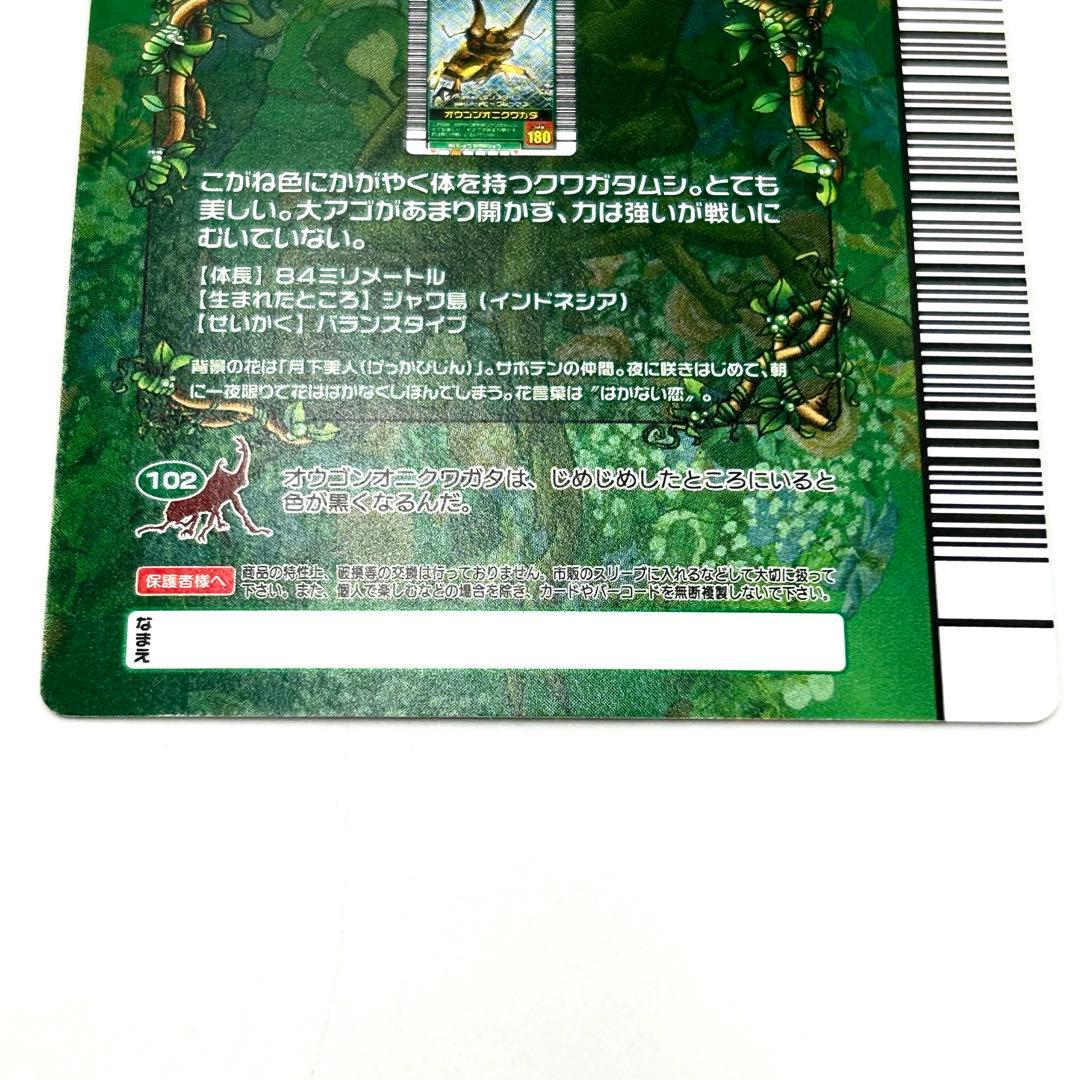 オウゴンオニクワガタ
180
こがね色にかがやく体を持つクワガタムシ。とても
美しい。大アゴがあまり開かず、力は強いが戦いに
むいていない。
【体長】84ミリメートル
【生まれたところ】ジャワ島（インドネシア）
【せいかく】バランスタイプ
背景の花は「月下美人(げっかびじん)」。サボテンの仲間。夜に咲きはじめて、朝
に一夜限りで花ははかなくしぼんでしまう。花言葉は〝はかない恋〟。
102
オウゴンオニクワガタは、じめじめしたところにいると
色が黒くなるんだ。
保護者様へ
商品の特性上、破損等の交換は行っておりません。市販のスリーブに入れるなどして大切に扱って
下さい。また、個人で楽しむなどの場合を除き、カードやバーコードを無断複製しないで下さい。
なまえ